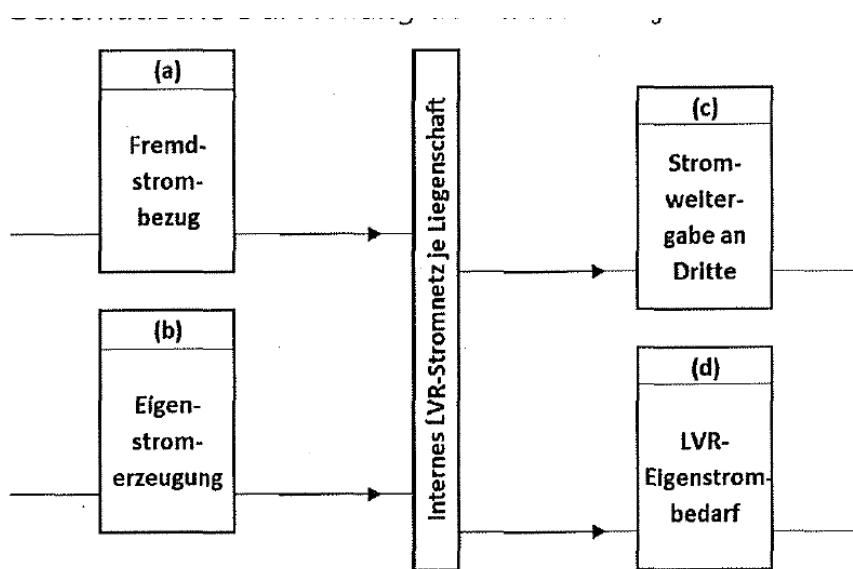 (a)
Fremd-
strom-
bezug
(b)
Eigen-
strom-
erzeugung
Internes LVR-Stromnetz je Liegenschaft
(c)
Strom-
weiter-
gabe an
Dritte
(d)
LVR-
Eigenstrom-
bedarf